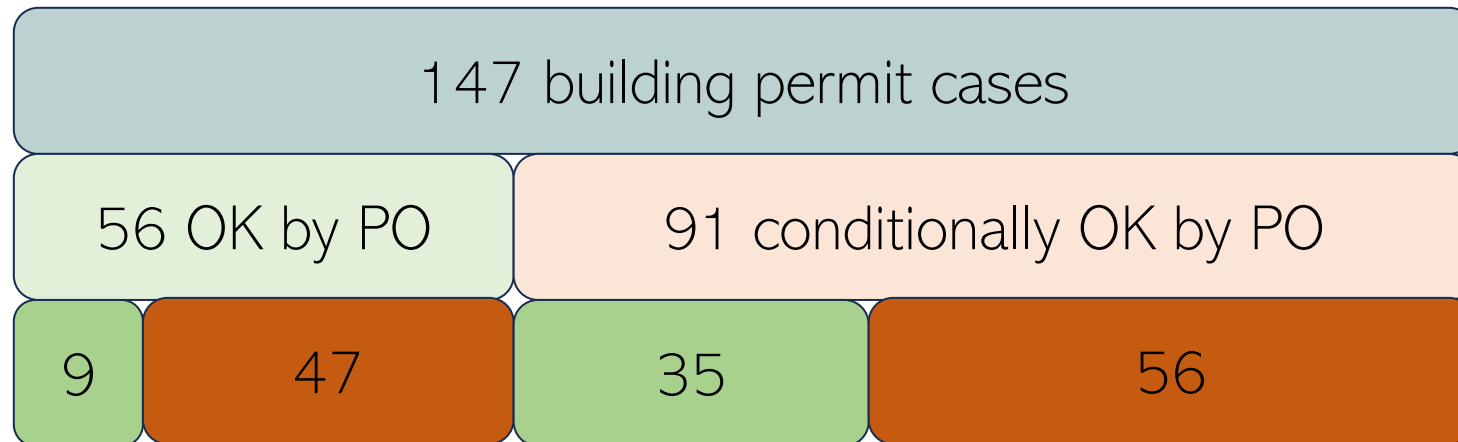 147 building permit cases
56 OK by PO
91 conditionally OK by PO
9
47
35
56